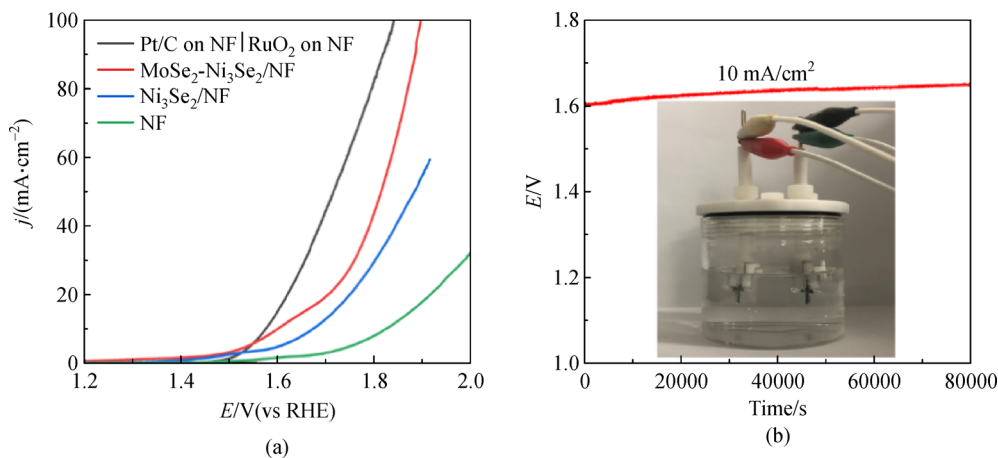 (a)
100
80
60
40
20
0
j/(mA·cm−2)
Pt/C on NF|RuO2 on NF
MoSe2-Ni3Se2/NF
Ni3Se2/NF
NF
1.2 1.4 1.6 1.8 2.0
E/V(vs RHE)
(a)
1.8
1.6
1.4
1.2
1.0
E/V
10 mA/cm2
0 20000 40000 60000 80000
Time/s
(b)